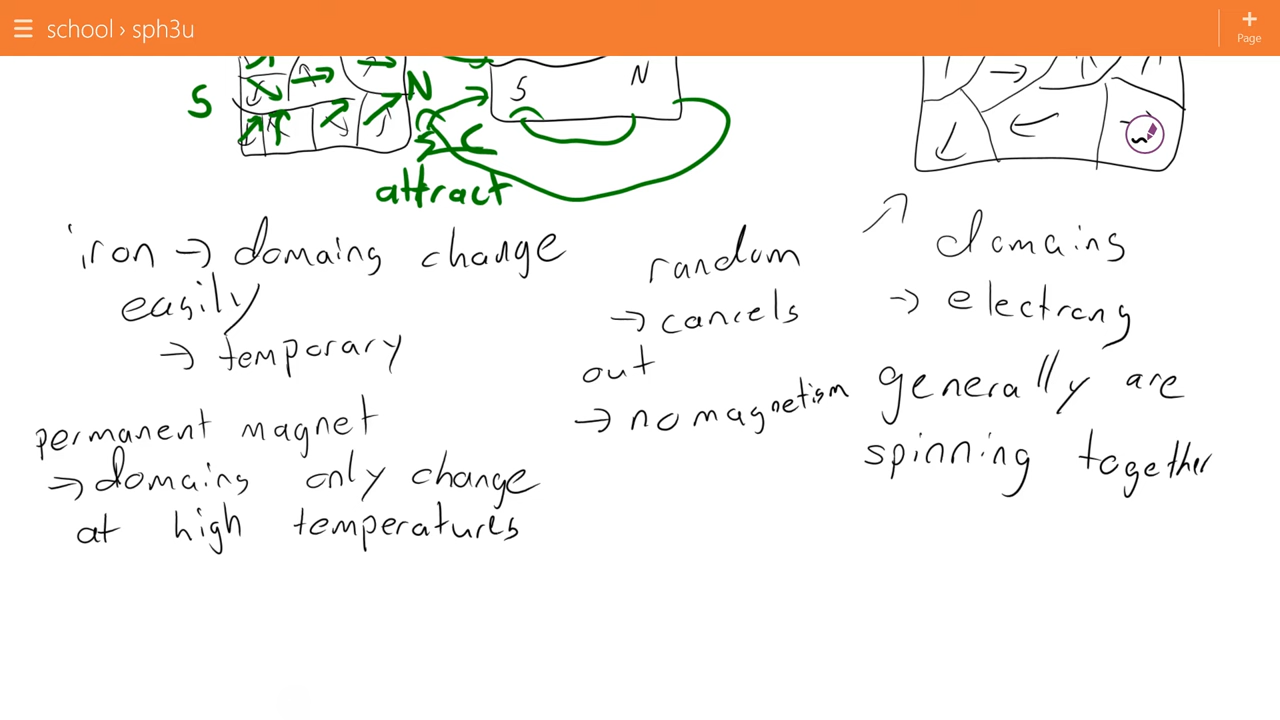 school › sph3u
Page
S
N
S
N
attract
iron → domains change
easily
→ temporary
permanent magnet
→ domains only change
at high temperatures
random
→ cancels
out
→ no magnetism
domains
→ electrons
generally are
spinning together